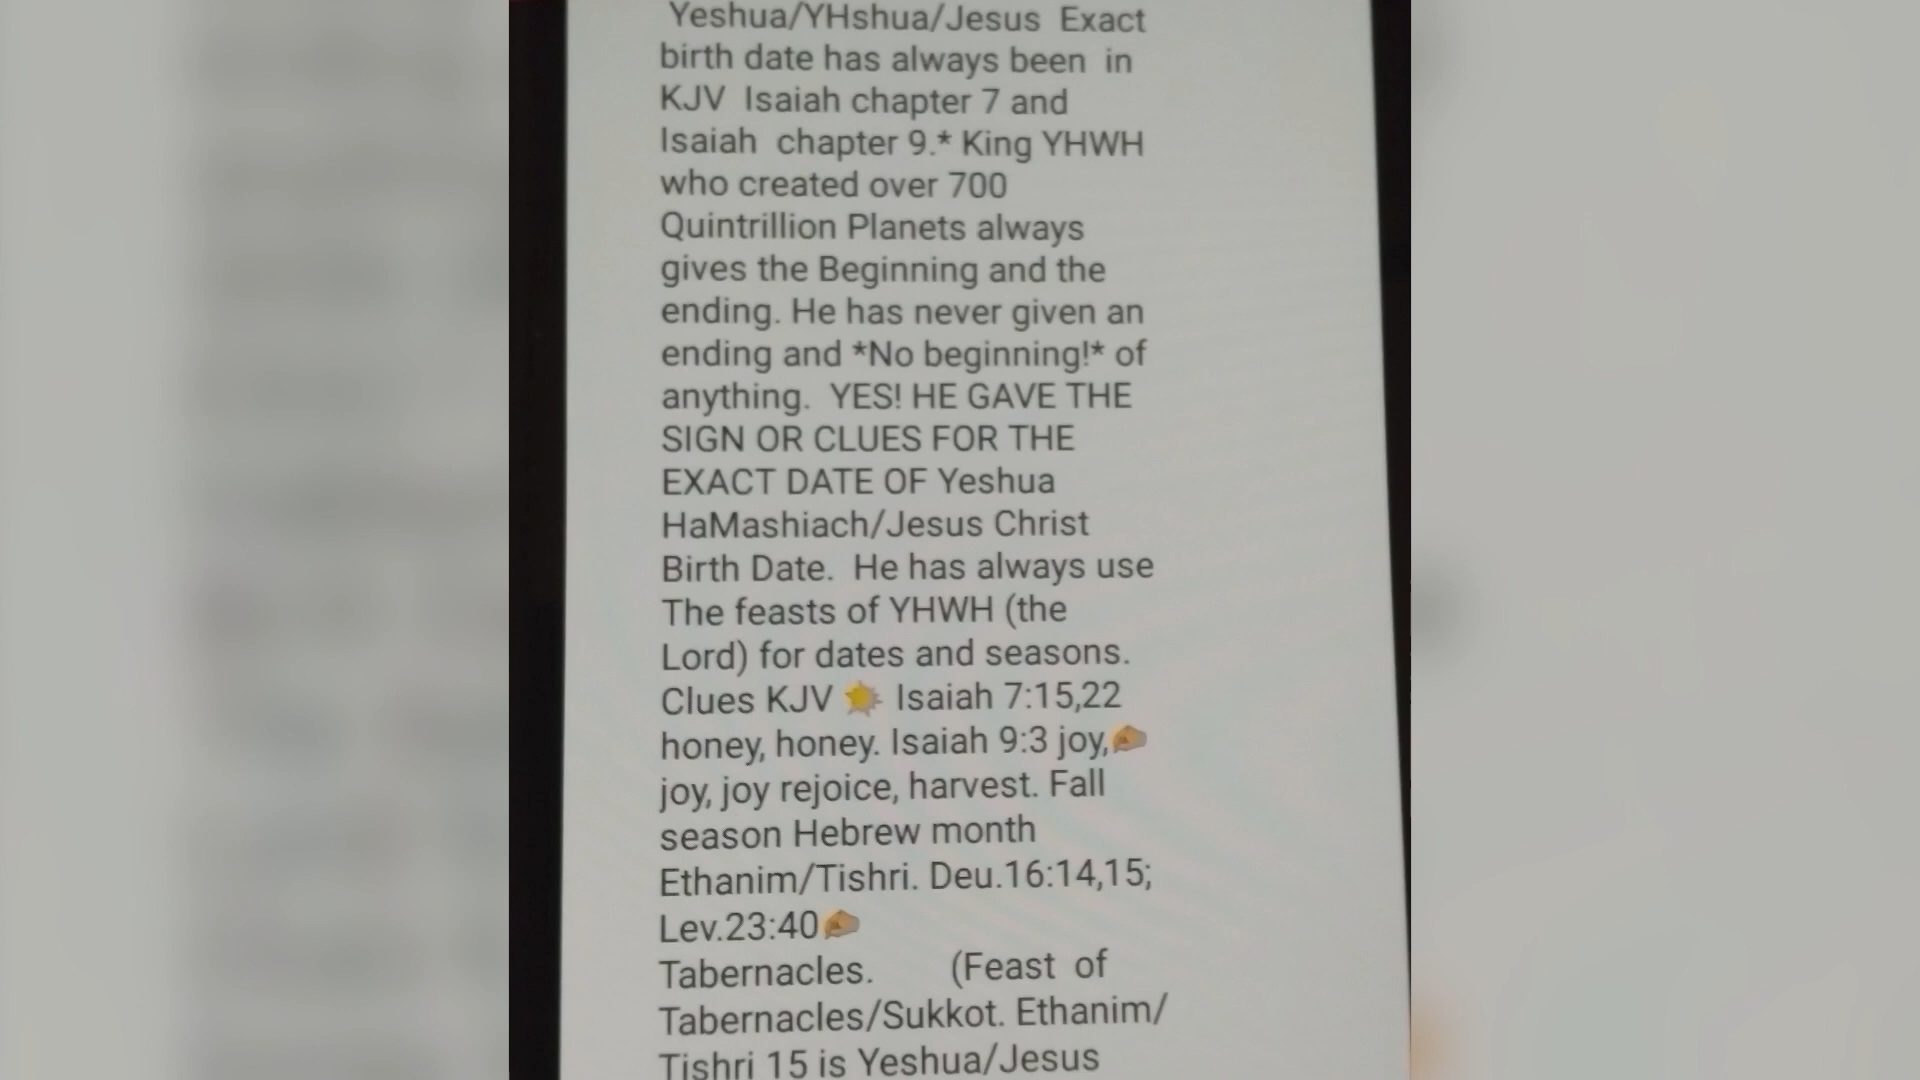 Yeshua/YHshua/Jesus Exact
birth date has always been in
KJV Isaiah chapter 7 and
Isaiah chapter 9.* King YHWH
who created over 700
Quintrillion Planets always
gives the Beginning and the
ending. He has never given an
ending and *No beginning!* of
anything. YES! HE GAVE THE
SIGN OR CLUES FOR THE
EXACT DATE OF Yeshua
HaMashiach/Jesus Christ
Birth Date. He has always use
The feasts of YHWH (the
Lord) for dates and seasons.
Clues KJV Isaiah 7:15,22
honey, honey. Isaiah 9:3 joy,
joy, joy rejoice, harvest. Fall
season Hebrew month
Ethanim/Tishri. Deu.16:14,15;
Lev.23:40
Tabernacles. (Feast of
Tabernacles/Sukkot. Ethanim/
Tishri 15 is Yeshua/Jesus